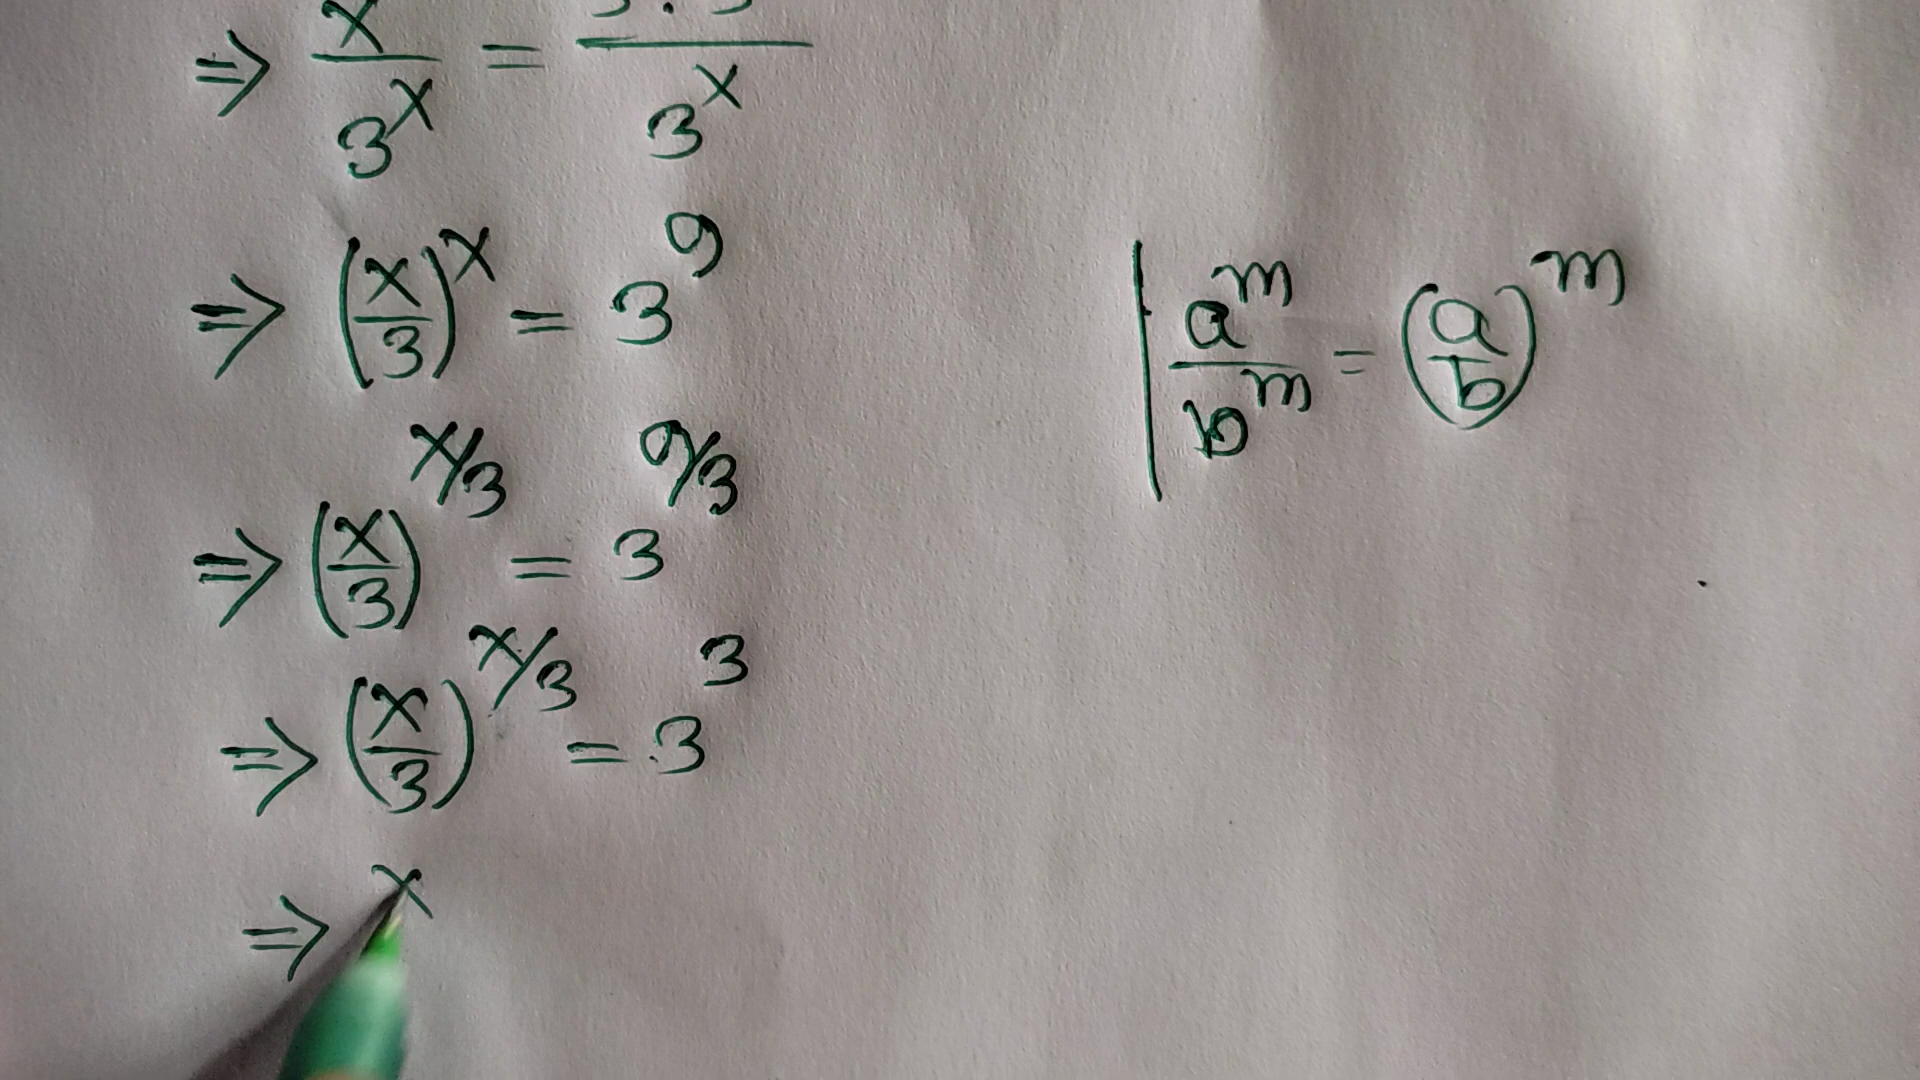 ⇒ x/3^x = /3^x
⇒ (x/3)^x = 3^9
a^m/b^m = (a/b)^m
⇒ (x/3)^x/3 = 3^9/3
⇒ (x/3)^x/3 = 3^3
⇒ x